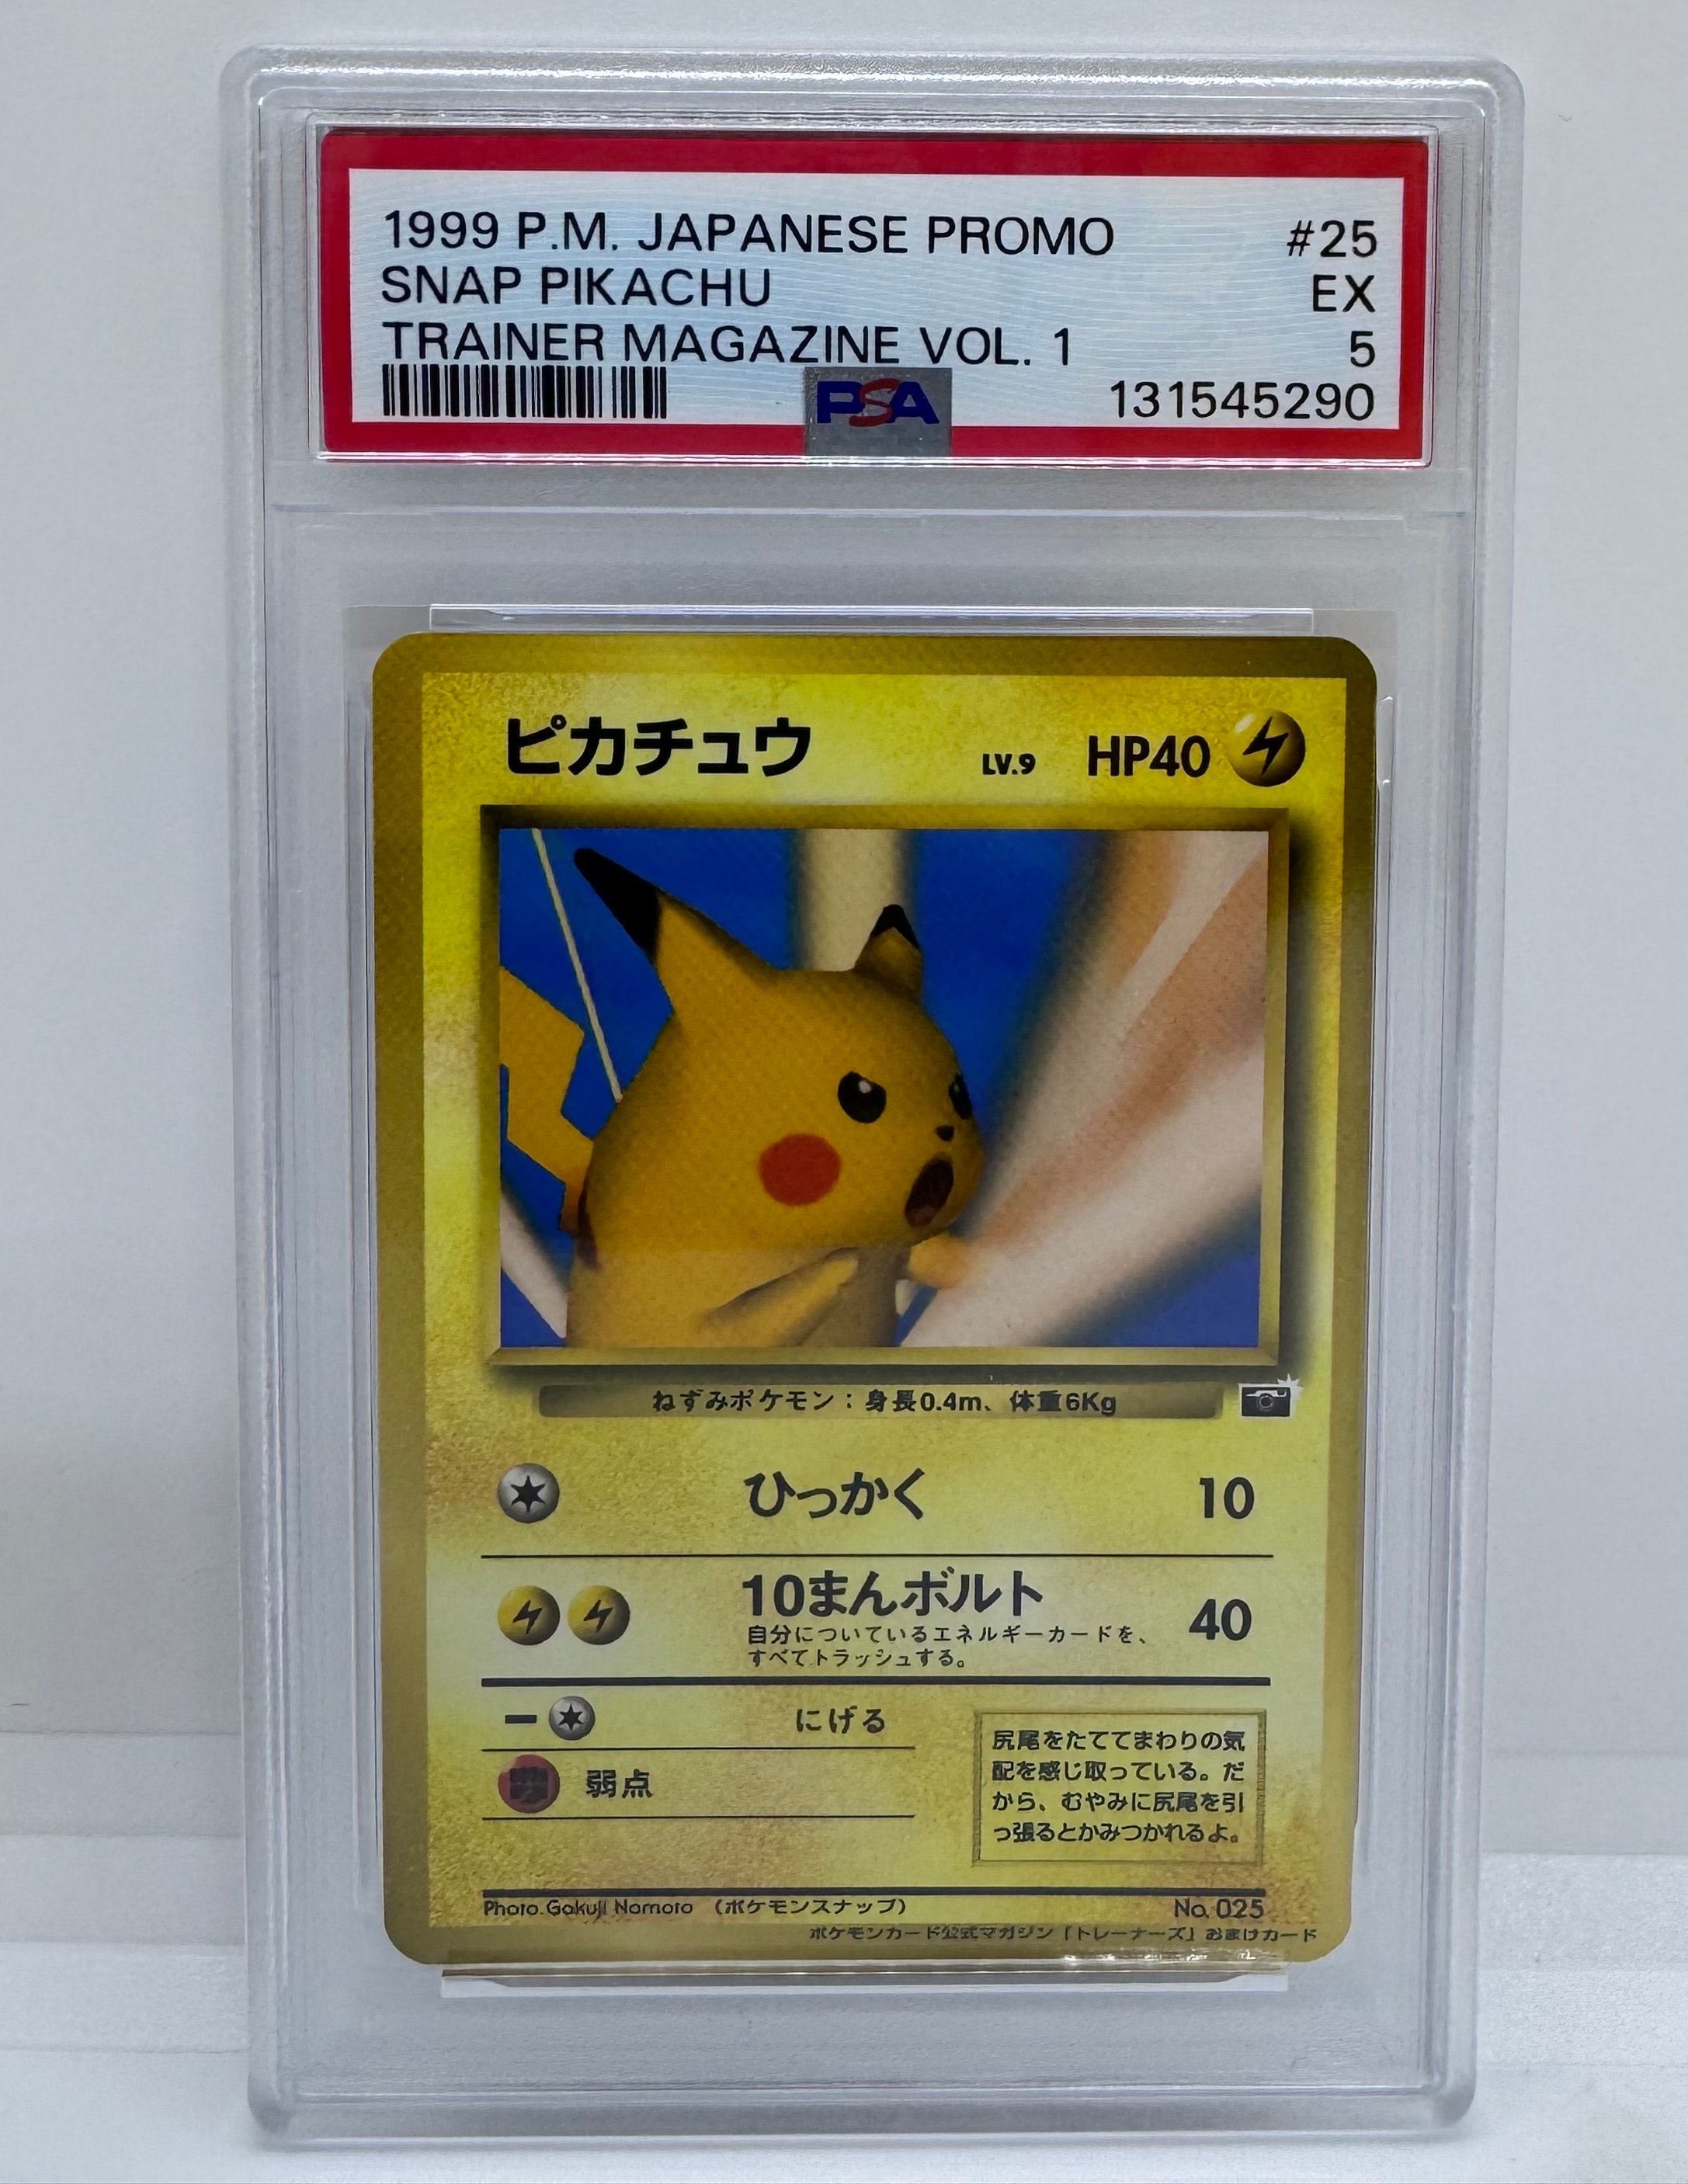 1999 P.M. JAPANESE PROMO #25
SNAP PIKACHU EX
TRAINER MAGAZINE VOL. 1 5
PSA 131545290
ピカチュウ LV.9 HP40
ねずみポケモン：身長0.4m、体重6Kg
ひっかく 10
10まんボルト 40
自分についているエネルギーカードを、
すべてトラッシュする。
にげる
弱点
尻尾をたててまわりの気
配を感じ取っている。だ
から、むやみに尻尾を引
っ張るとかみつかれるよ。
Photo. Gakuji Nomoto （ポケモンスナップ） No. 025
ポケモンカード公式マガジン「トレーナーズ」おまけカード